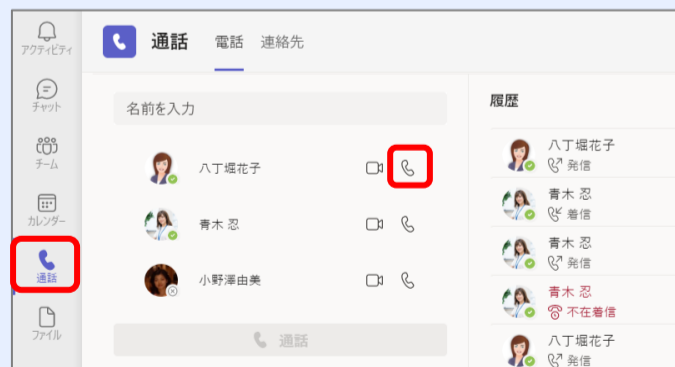 アクティビティ
チャット
チーム
カレンダー
通話
ファイル
通話 電話 連絡先
名前を入力
八丁堀花子
青木 忍
小野澤由美
通話
履歴
八丁堀花子
発信
青木 忍
着信
青木 忍
発信
青木 忍
不在着信
八丁堀花子
発信